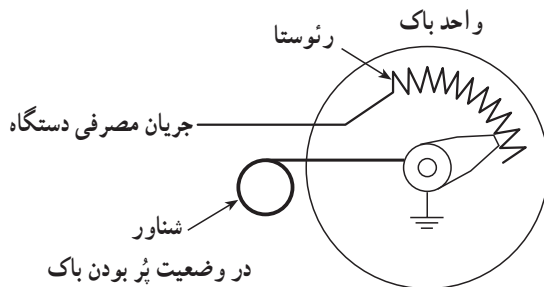 واحد باک
رئوستا
جریان مصرفی دستگاه
شناور
در وضعیت پُر بودن باک